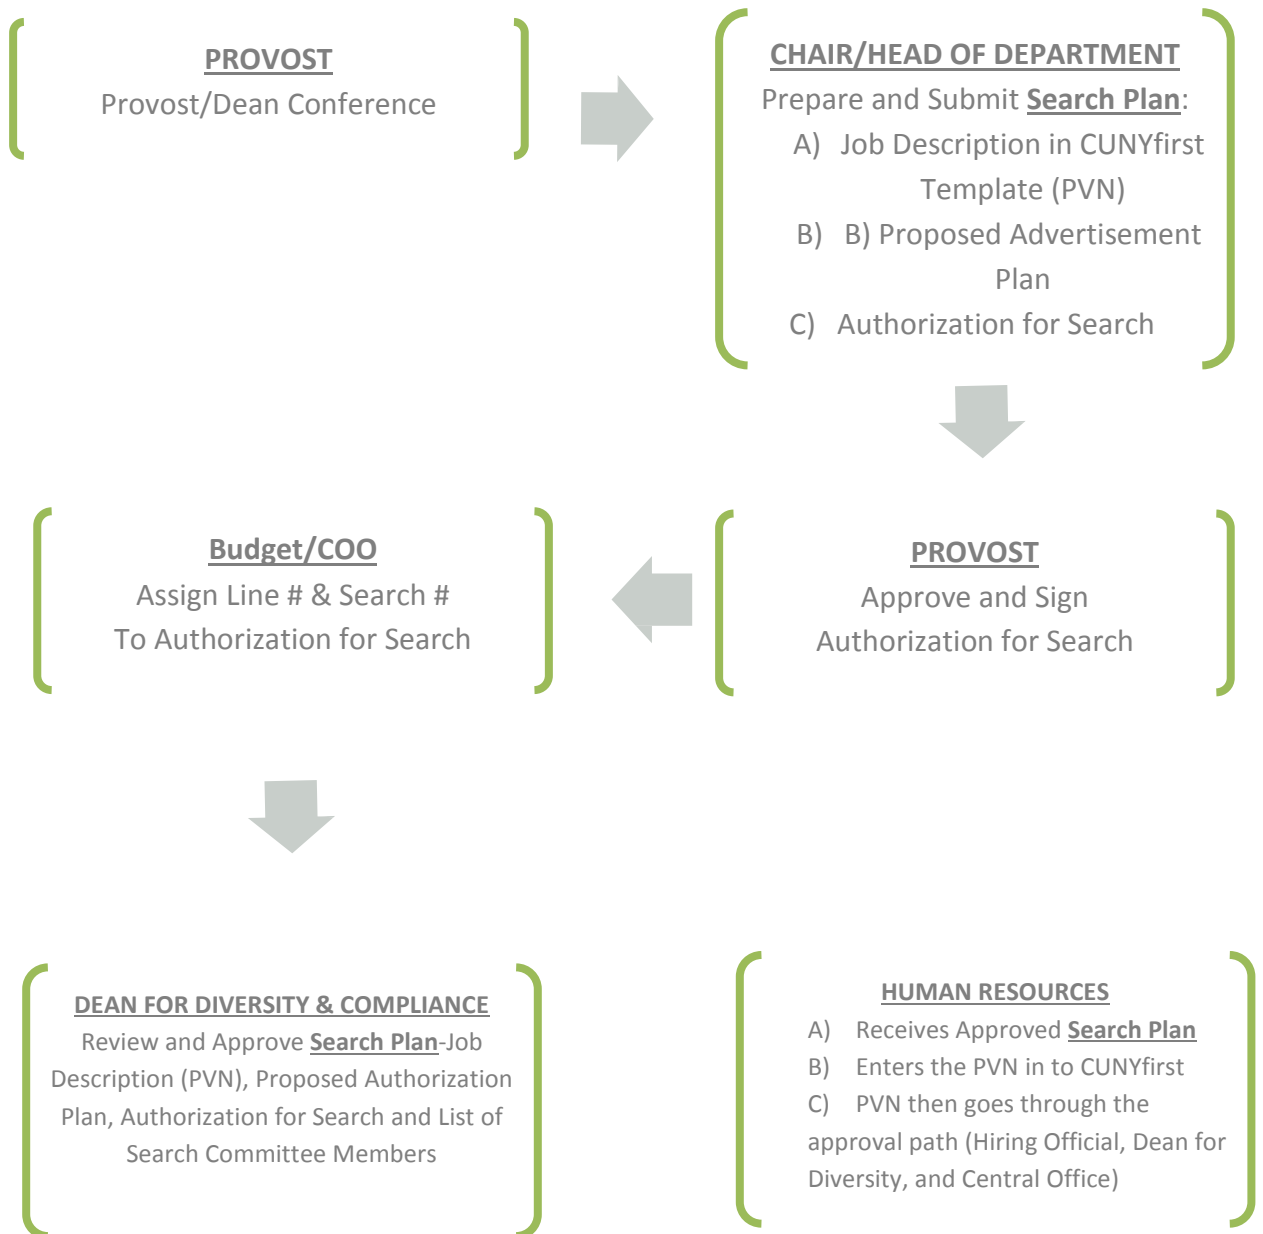 PROVOST
Provost/Dean Conference
CHAIR/HEAD OF DEPARTMENT
Prepare and Submit Search Plan:
A) Job Description in CUNYfirst
Template (PVN)
B) B) Proposed Advertisement
Plan
C) Authorization for Search
PROVOST
Approve and Sign
Authorization for Search
Budget/COO
Assign Line # & Search #
To Authorization for Search
DEAN FOR DIVERSITY & COMPLIANCE
Review and Approve Search Plan-Job
Description (PVN), Proposed Authorization
Plan, Authorization for Search and List of
Search Committee Members
HUMAN RESOURCES
A) Receives Approved Search Plan
B) Enters the PVN in to CUNYfirst
C) PVN then goes through the
approval path (Hiring Official, Dean for
Diversity, and Central Office)